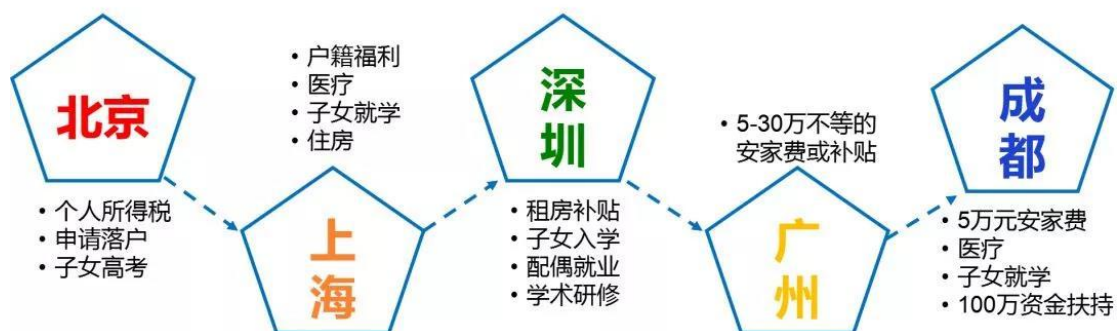 北京
• 个人所得税
• 申请落户
• 子女高考
• 户籍福利
• 医疗
• 子女就学
• 住房
上
海
深
圳
• 租房补贴
• 子女入学
• 配偶就业
• 学术研修
• 5-30万不等的
安家费或补贴
广
州
成
都
• 5万元安家费
• 医疗
• 子女就学
• 100万资金扶持